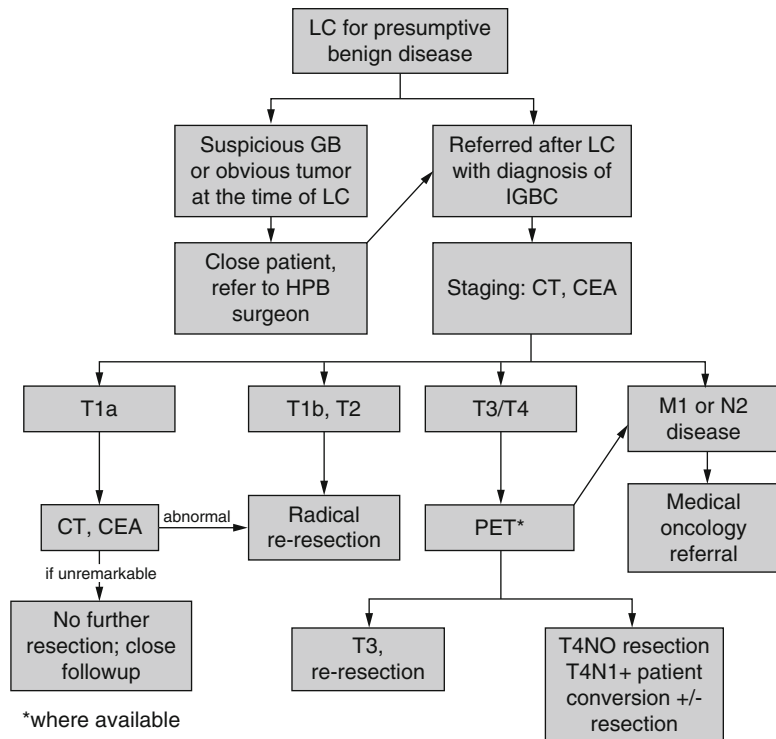 LC for presumptive
benign disease
Suspicious GB
or obvious tumor
at the time of LC
Referred after LC
with diagnosis of
IGBC
Close patient,
refer to HPB
surgeon
Staging: CT, CEA
T1a
T1b, T2
T3/T4
M1 or N2
disease
CT, CEA
abnormal
Radical
re-resection
PET*
Medical
oncology
referral
if unremarkable
No further
resection; close
followup
T3,
re-resection
T4NO resection
T4N1+ patient
conversion +/-
resection
*where available